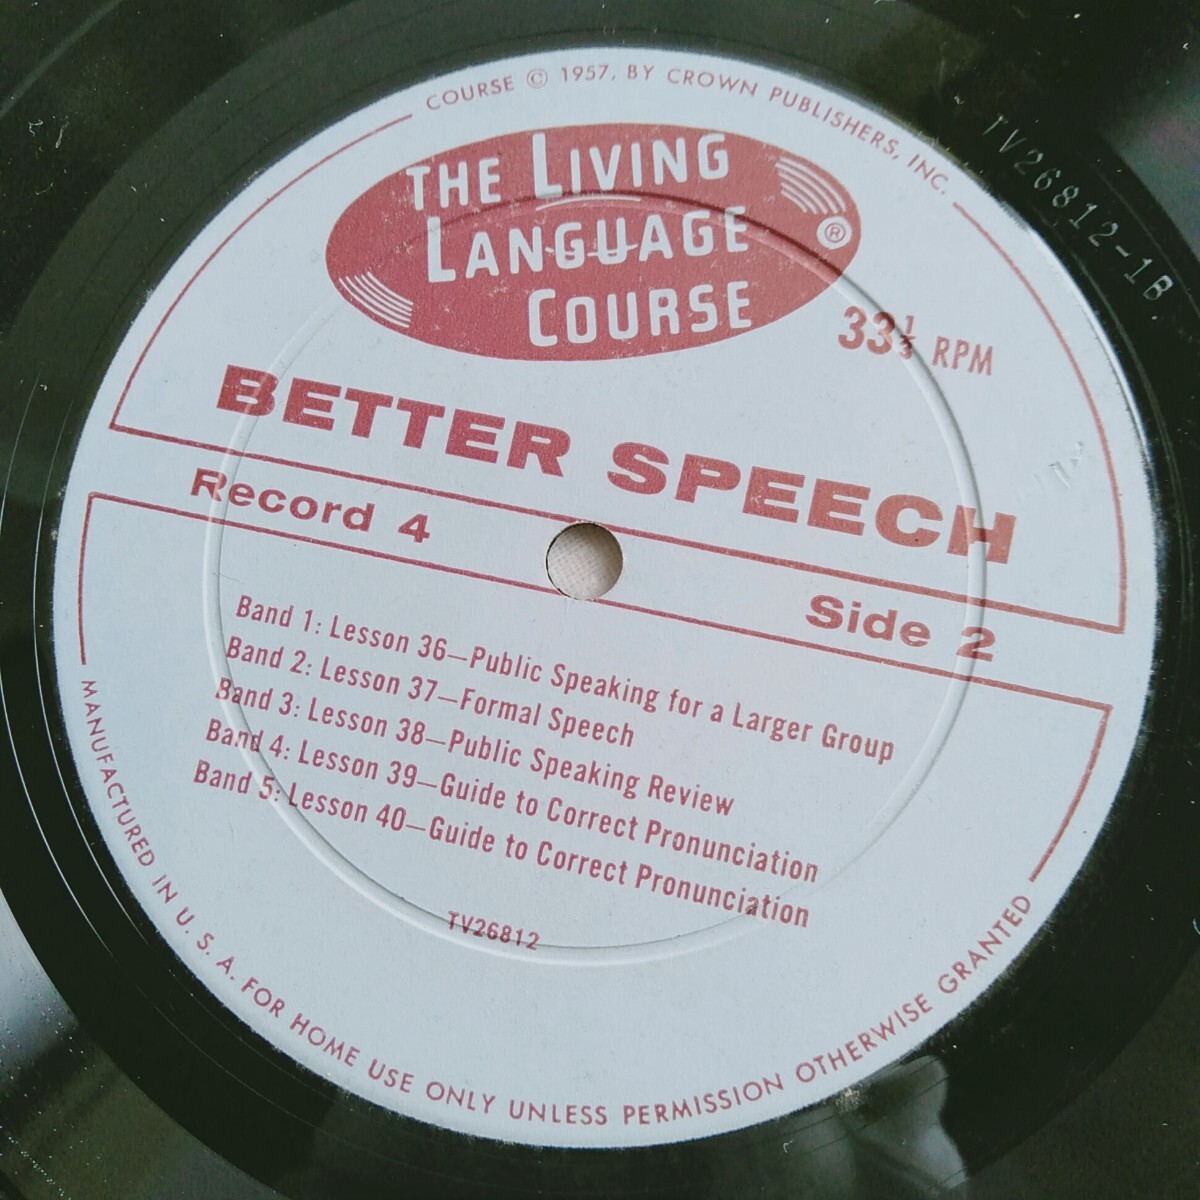 COURSE © 1957, BY CROWN PUBLISHERS, INC.
THE LIVING
LANGUAGE
COURSE
®
33⅓ RPM
BETTER SPEECH
Record 4
Side 2
Band 1: Lesson 36—Public Speaking for a Larger Group
Band 2: Lesson 37—Formal Speech
Band 3: Lesson 38—Public Speaking Review
Band 4: Lesson 39—Guide to Correct Pronunciation
Band 5: Lesson 40—Guide to Correct Pronunciation
TV26812
MANUFACTURED IN U. S. A. FOR HOME USE ONLY UNLESS PERMISSION OTHERWISE GRANTED
TV26812-1B